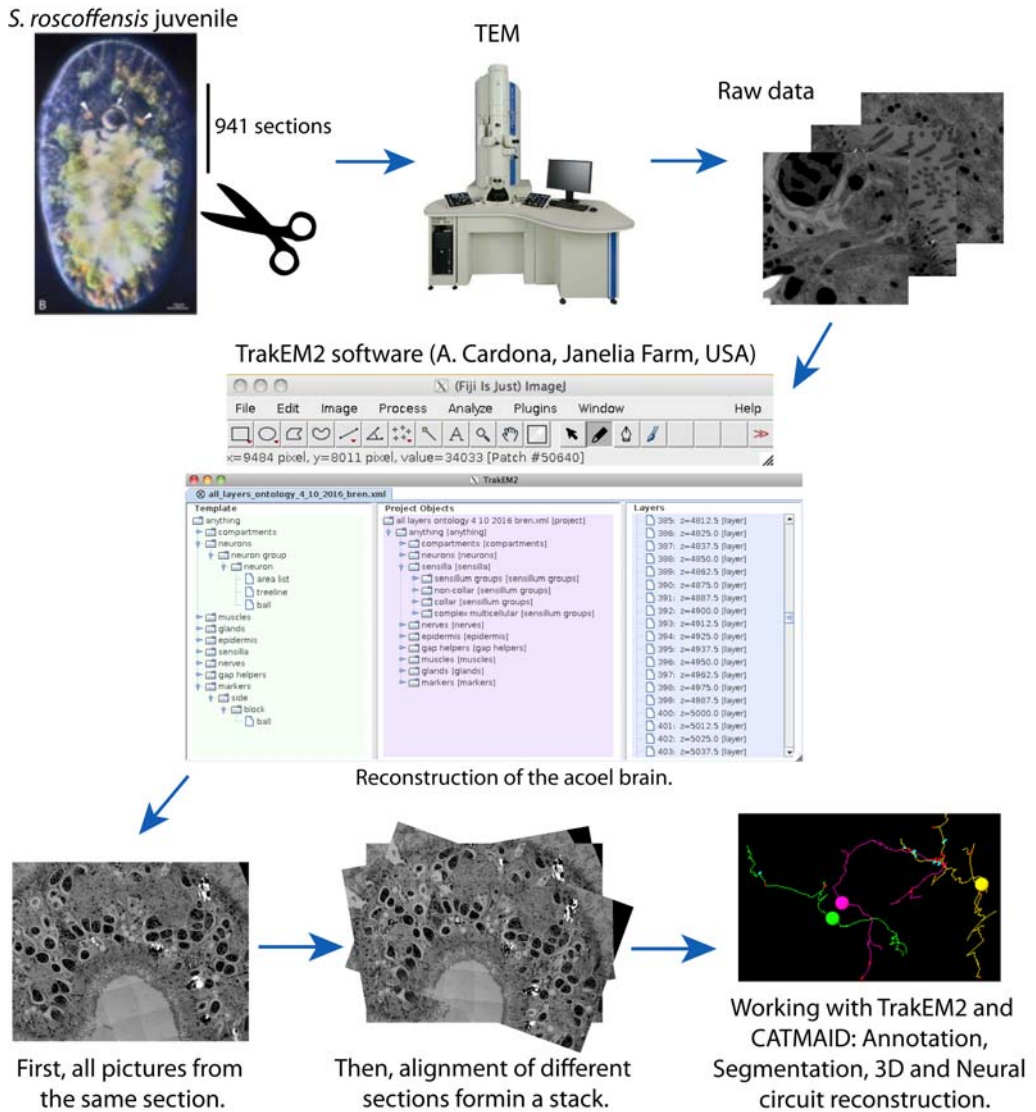 S. roscoffensis juvenile
TEM
941 sections
Raw data
B
TrakEM2 software (A. Cardona, Janelia Farm, USA)
(Fiji Is Just) ImageJ
File Edit Image Process Analyze Plugins Window Help
x=9484 pixel, y=8011 pixel, value=34033 [Patch #50640]
TrakEM2
all_layers_ontology_4_10_2016_bren.xml
Template
anything
compartments
neurons
neuron group
neuron
area list
treeline
ball
muscles
glands
epidermis
sensilla
nerves
gap helpers
markers
side
block
ball
Project Objects
all layers ontology 4 10 2016 bren.xml [project]
anything [anything]
compartments [compartments]
neurons [neurons]
sensilla [sensilla]
sensillum groups [sensillum groups]
non-collar [sensillum groups]
collar [sensillum groups]
complex multicellular [sensillum groups]
nerves [nerves]
epidermis [epidermis]
gap helpers [gap helpers]
muscles [muscles]
glands [glands]
markers [markers]
Layers
385: z=4812.5 [layer]
386: z=4825.0 [layer]
387: z=4837.5 [layer]
388: z=4850.0 [layer]
389: z=4862.5 [layer]
390: z=4875.0 [layer]
391: z=4887.5 [layer]
392: z=4900.0 [layer]
393: z=4912.5 [layer]
394: z=4925.0 [layer]
395: z=4937.5 [layer]
396: z=4950.0 [layer]
397: z=4962.5 [layer]
398: z=4975.0 [layer]
399: z=4987.5 [layer]
400: z=5000.0 [layer]
401: z=5012.5 [layer]
402: z=5025.0 [layer]
403: z=5037.5 [layer]
Reconstruction of the acoel brain.
First, all pictures from
the same section.
Then, alignment of different
sections formin a stack.
Working with TrakEM2 and
CATMAID: Annotation,
Segmentation, 3D and Neural
circuit reconstruction.